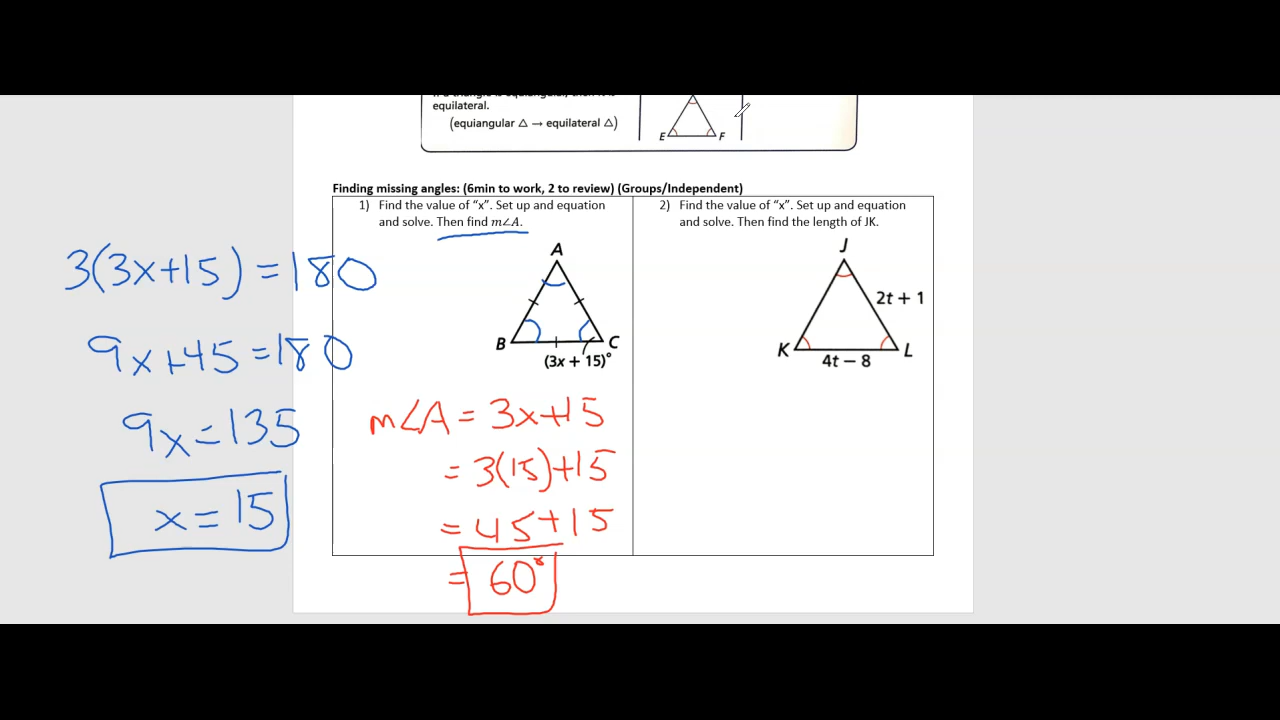 equilateral.
(equiangular △ → equilateral △)
E F
Finding missing angles: (6min to work, 2 to review) (Groups/Independent)
1) Find the value of “x”. Set up and equation
and solve. Then find m∠A.
A
B C
(3x + 15)°
3(3x+15) = 180
9x+45 = 180
9x = 135
x = 15
m∠A = 3x+15
= 3(15)+15
= 45+15
= 60°
2) Find the value of “x”. Set up and equation
and solve. Then find the length of JK.
J
2t + 1
K L
4t − 8